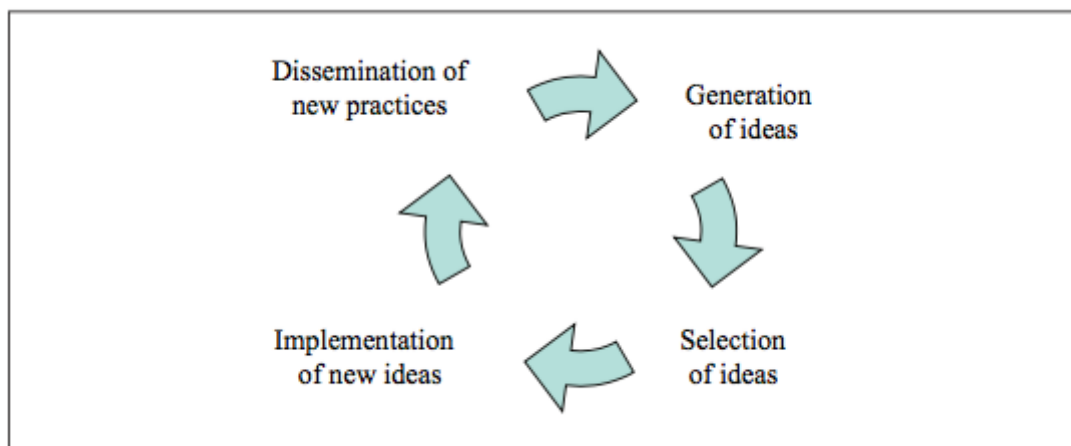 Dissemination of
new practices
Generation
of ideas
Implementation
of new ideas
Selection
of ideas